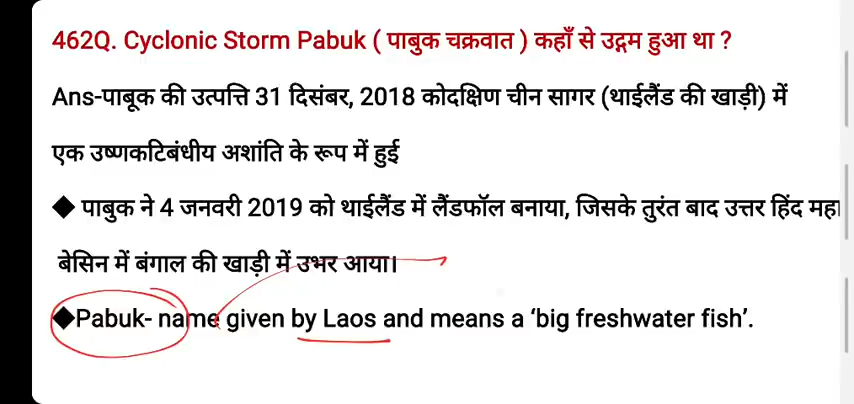 462Q. Cyclonic Storm Pabuk ( पाबुक चक्रवात ) कहाँ से उद्गम हुआ था ?
Ans-पाबूक की उत्पत्ति 31 दिसंबर, 2018 कोदक्षिण चीन सागर (थाईलैंड की खाड़ी) में
एक उष्णकटिबंधीय अशांति के रूप में हुई
◆ पाबुक ने 4 जनवरी 2019 को थाईलैंड में लैंडफॉल बनाया, जिसके तुरंत बाद उत्तर हिंद महा
बेसिन में बंगाल की खाड़ी में उभर आया।
◆Pabuk- name given by Laos and means a ‘big freshwater fish’.